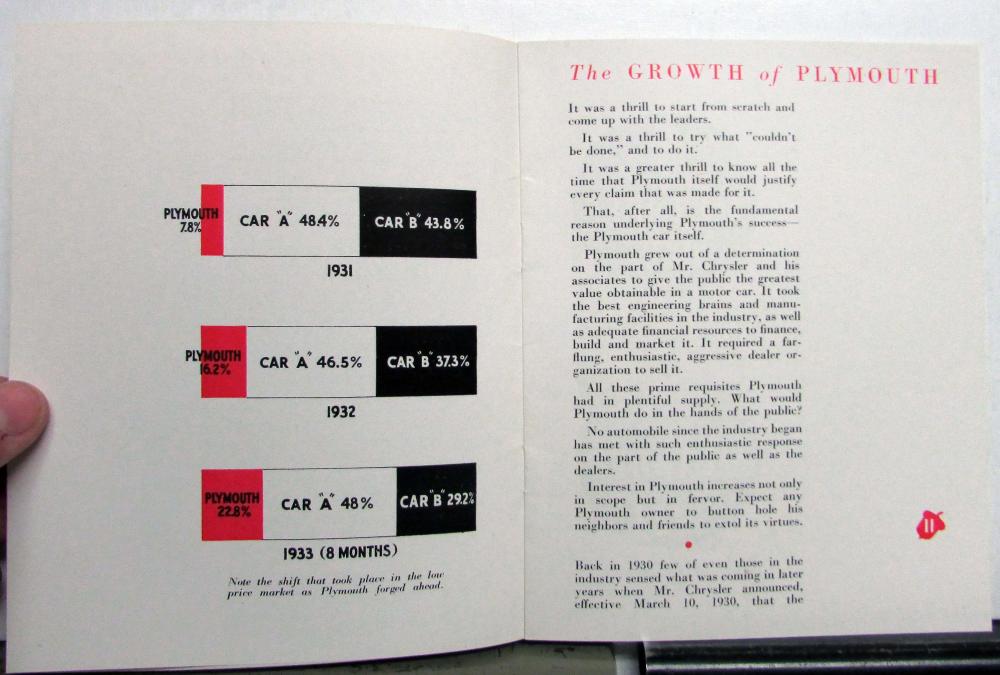 PLYMOUTH
7.8%
CAR "A" 48.4%
CAR "B" 43.8%
1931
PLYMOUTH
16.2%
CAR "A" 46.5%
CAR "B" 37.3%
1932
PLYMOUTH
22.8%
CAR "A" 48%
CAR "B" 29.2%
1933 (8 MONTHS)
Note the shift that took place in the low
price market as Plymouth forged ahead.
The GROWTH of PLYMOUTH
It was a thrill to start from scratch and
come up with the leaders.
It was a thrill to try what "couldn't
be done," and to do it.
It was a greater thrill to know all the
time that Plymouth itself would justify
every claim that was made for it.
That, after all, is the fundamental
reason underlying Plymouth's success—
the Plymouth car itself.
Plymouth grew out of a determination
on the part of Mr. Chrysler and his
associates to give the public the greatest
value obtainable in a motor car. It took
the best engineering brains and manu-
facturing facilities in the industry, as well
as adequate financial resources to finance,
build and market it. It required a far-
flung, enthusiastic, aggressive dealer or-
ganization to sell it.
All these prime requisites Plymouth
had in plentiful supply. What would
Plymouth do in the hands of the public?
No automobile since the industry began
has met with such enthusiastic response
on the part of the public as well as the
dealers.
Interest in Plymouth increases not only
in scope but in fervor. Expect any
Plymouth owner to button hole his
neighbors and friends to extol its virtues.
Back in 1930 few of even those in the
industry sensed what was coming in later
years when Mr. Chrysler announced,
effective March 10, 1930, that the
11